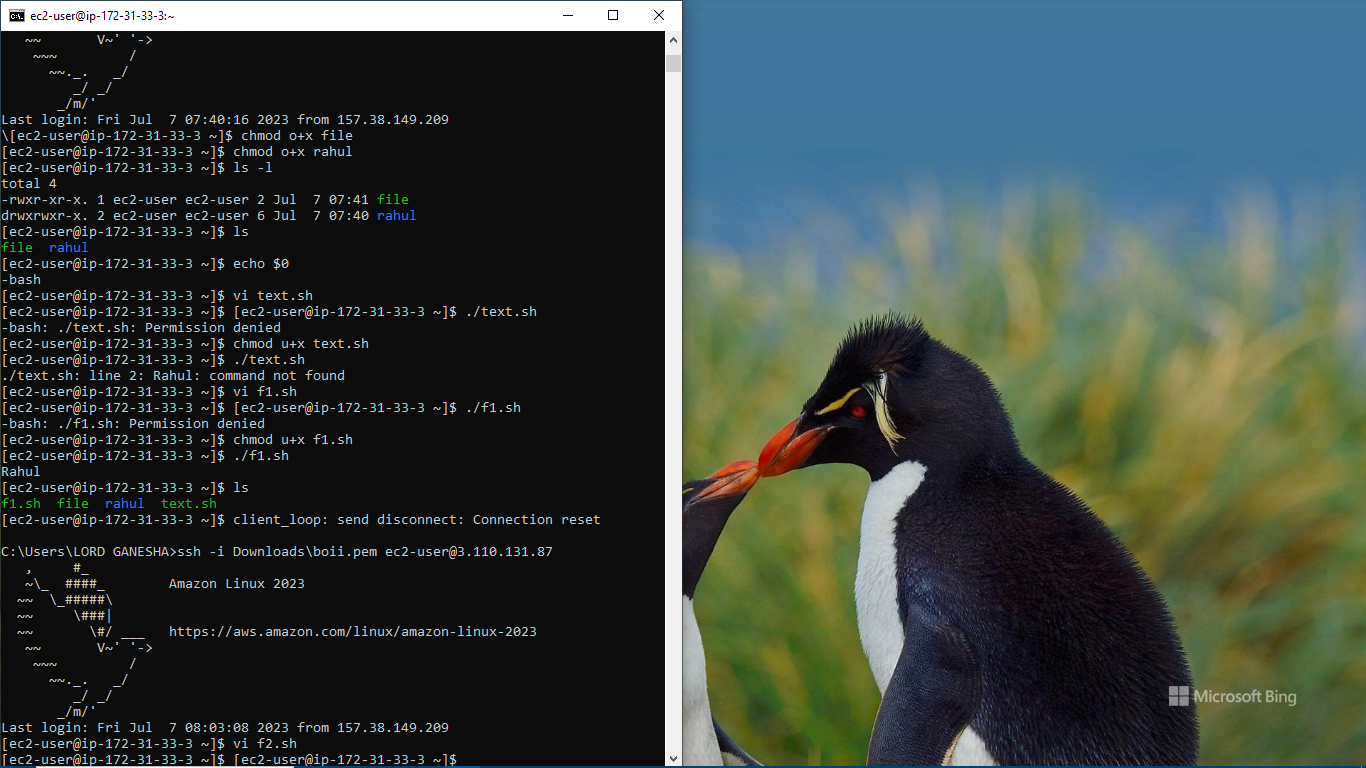 ec2-user@ip-172-31-33-3:~
   ~~       V~' '->
    ~~~         /
      ~~._.   _/
         _/ _/
       _/m/'
Last login: Fri Jul  7 07:40:16 2023 from 157.38.149.209
\[ec2-user@ip-172-31-33-3 ~]$ chmod o+x file
[ec2-user@ip-172-31-33-3 ~]$ chmod o+x rahul
[ec2-user@ip-172-31-33-3 ~]$ ls -l
total 4
-rwxr-xr-x. 1 ec2-user ec2-user 2 Jul  7 07:41 file
drwxrwxr-x. 2 ec2-user ec2-user 6 Jul  7 07:40 rahul
[ec2-user@ip-172-31-33-3 ~]$ ls
file  rahul
[ec2-user@ip-172-31-33-3 ~]$ echo $0
-bash
[ec2-user@ip-172-31-33-3 ~]$ vi text.sh
[ec2-user@ip-172-31-33-3 ~]$ [ec2-user@ip-172-31-33-3 ~]$ ./text.sh
-bash: ./text.sh: Permission denied
[ec2-user@ip-172-31-33-3 ~]$ chmod u+x text.sh
[ec2-user@ip-172-31-33-3 ~]$ ./text.sh
./text.sh: line 2: Rahul: command not found
[ec2-user@ip-172-31-33-3 ~]$ vi f1.sh
[ec2-user@ip-172-31-33-3 ~]$ [ec2-user@ip-172-31-33-3 ~]$ ./f1.sh
-bash: ./f1.sh: Permission denied
[ec2-user@ip-172-31-33-3 ~]$ chmod u+x f1.sh
[ec2-user@ip-172-31-33-3 ~]$ ./f1.sh
Rahul
[ec2-user@ip-172-31-33-3 ~]$ ls
f1.sh  file  rahul  text.sh
[ec2-user@ip-172-31-33-3 ~]$ client_loop: send disconnect: Connection reset
C:\Users\LORD GANESHA>ssh -i Downloads\boii.pem ec2-user@3.110.131.87
   ,     #_
   ~\_  ####_        Amazon Linux 2023
  ~~  \_#####\
  ~~     \###|
  ~~       \#/ ___   https://aws.amazon.com/linux/amazon-linux-2023
   ~~       V~' '->
    ~~~         /
      ~~._.   _/
         _/ _/
       _/m/'
Last login: Fri Jul  7 08:03:08 2023 from 157.38.149.209
[ec2-user@ip-172-31-33-3 ~]$ vi f2.sh
[ec2-user@ip-172-31-33-3 ~]$ [ec2-user@ip-172-31-33-3 ~]$
Microsoft Bing